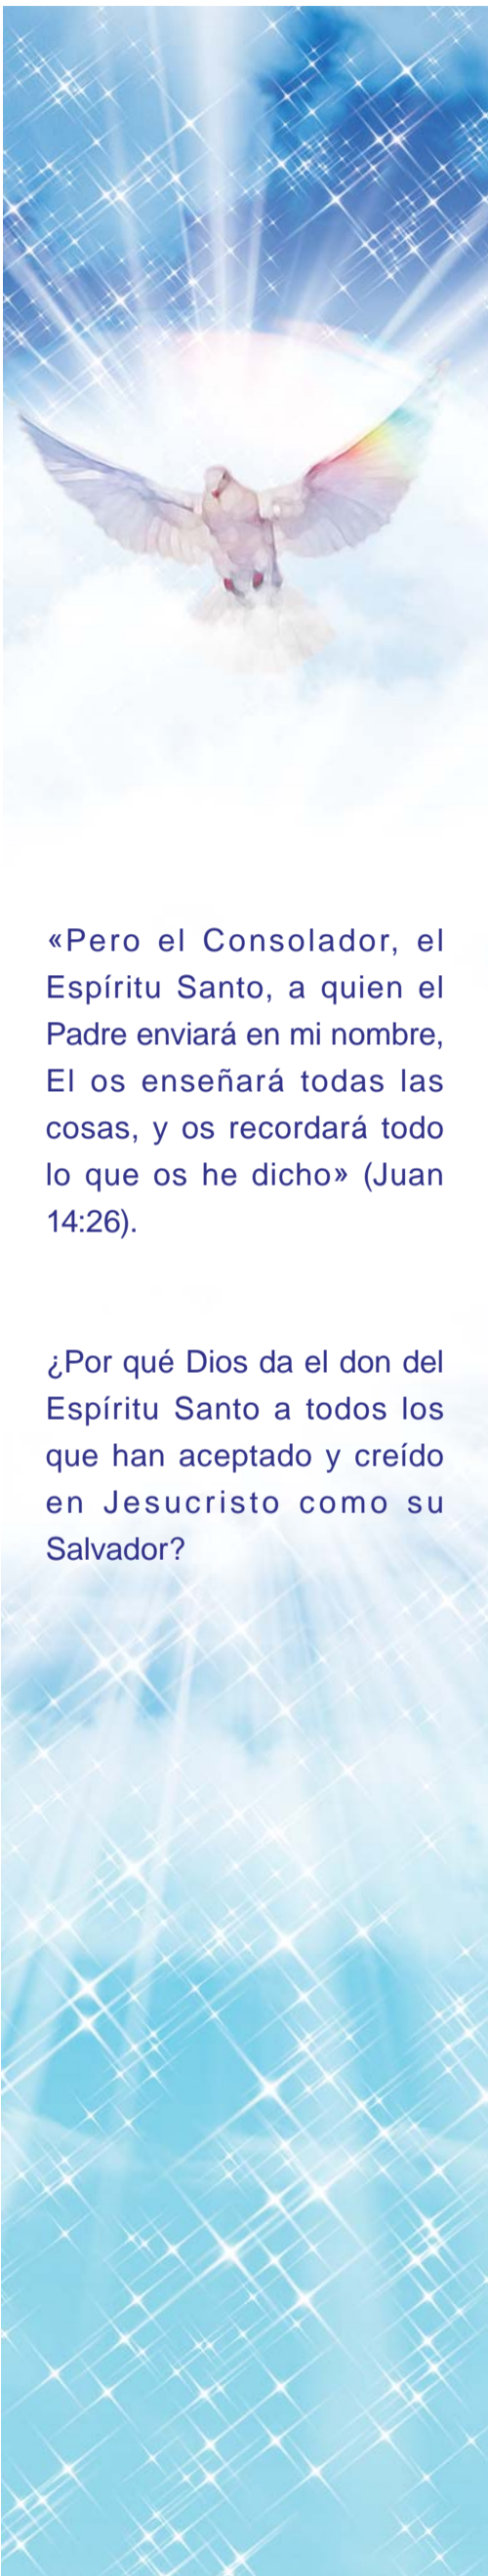 «Pero el Consolador, el
Espíritu Santo, a quien el
Padre enviará en mi nombre,
El os enseñará todas las
cosas, y os recordará todo
lo que os he dicho» (Juan
14:26).
¿Por qué Dios da el don del
Espíritu Santo a todos los
que han aceptado y creído
en Jesucristo como su
Salvador?